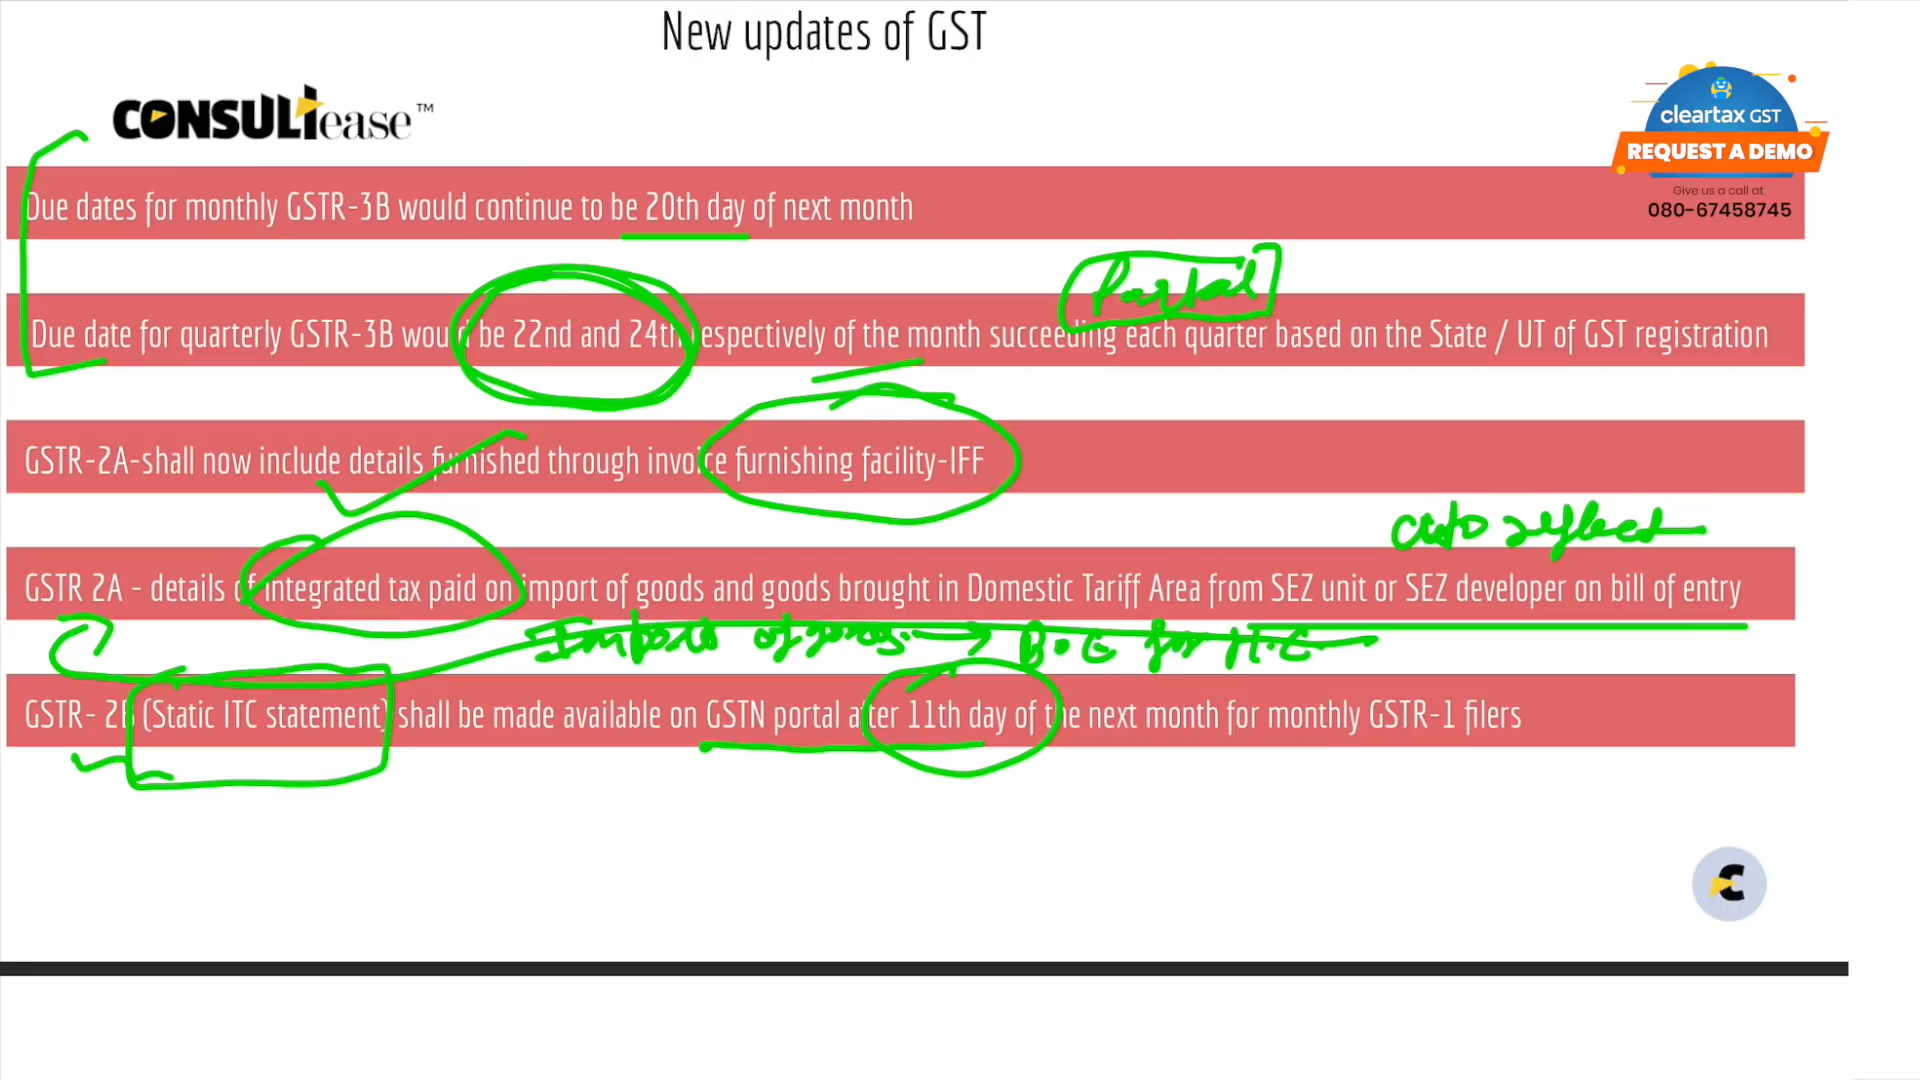 New updates of GST
CONSULTease™
cleartax GST
REQUEST A DEMO
Give us a call at
080-67458745
Due dates for monthly GSTR-3B would continue to be 20th day of next month
Portal
Due date for quarterly GSTR-3B would be 22nd and 24th respectively of the month succeeding each quarter based on the State / UT of GST registration
GSTR-2A-shall now include details furnished through invoice furnishing facility-IFF
auto reflect
GSTR 2A - details of integrated tax paid on import of goods and goods brought in Domestic Tariff Area from SEZ unit or SEZ developer on bill of entry
Imports of goods → B.O.E for ITC
GSTR- 2B (Static ITC statement) shall be made available on GSTN portal after 11th day of the next month for monthly GSTR-1 filers
C